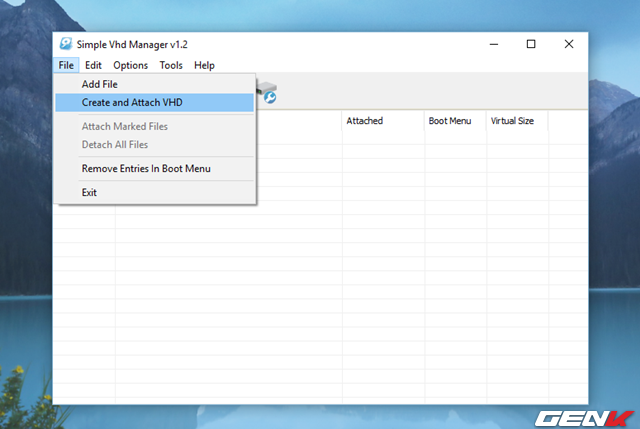 Simple Vhd Manager v1.2
File Edit Options Tools Help
Add File
Create and Attach VHD
Attached Boot Menu Virtual Size
Attach Marked Files
Detach All Files
Remove Entries In Boot Menu
Exit
GENK